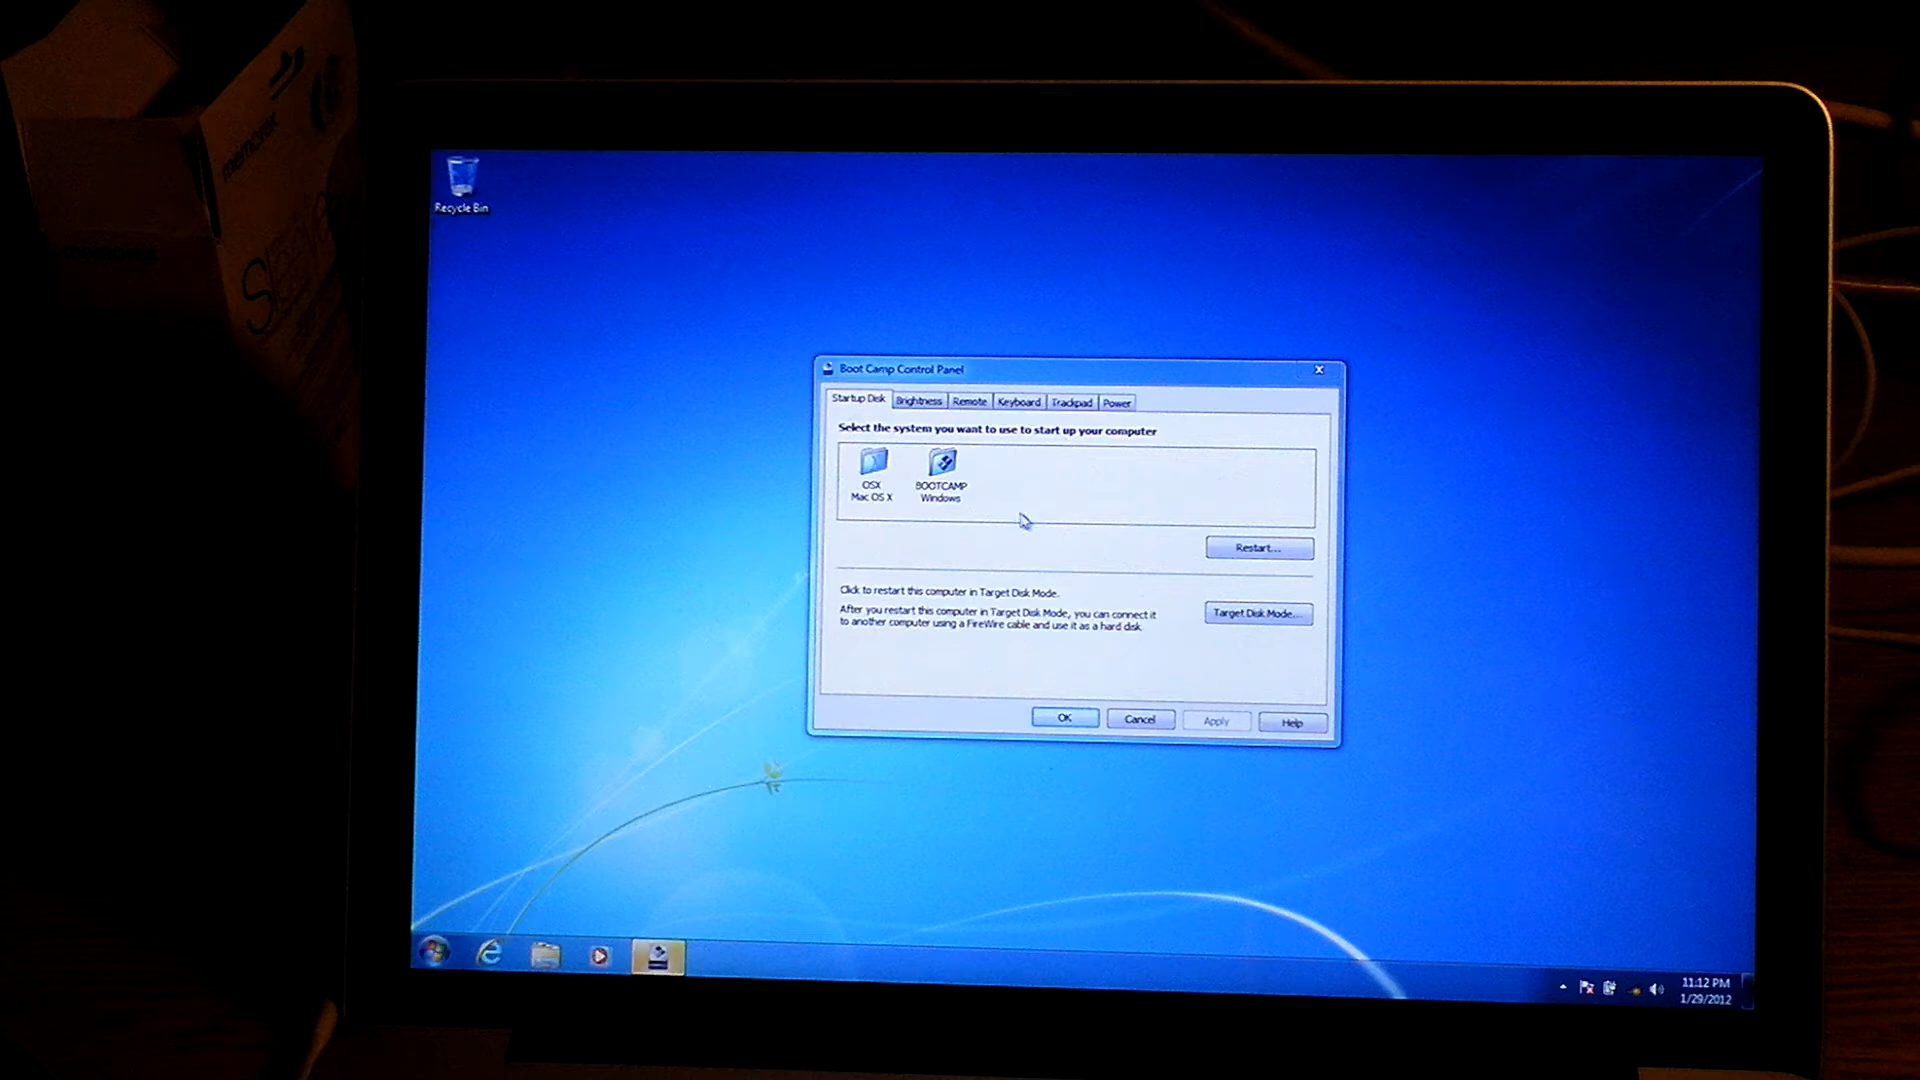 memorex
Recycle Bin
Boot Camp Control Panel
Startup Disk Brightness Remote Keyboard Trackpad Power
Select the system you want to use to start up your computer
OSX
Mac OS X
BOOTCAMP
Windows
Restart...
Click to restart this computer in Target Disk Mode.
After you restart this computer in Target Disk Mode, you can connect it
to another computer using a FireWire cable and use it as a hard disk.
Target Disk Mode...
OK Cancel Apply Help
11:12 PM
1/29/2012